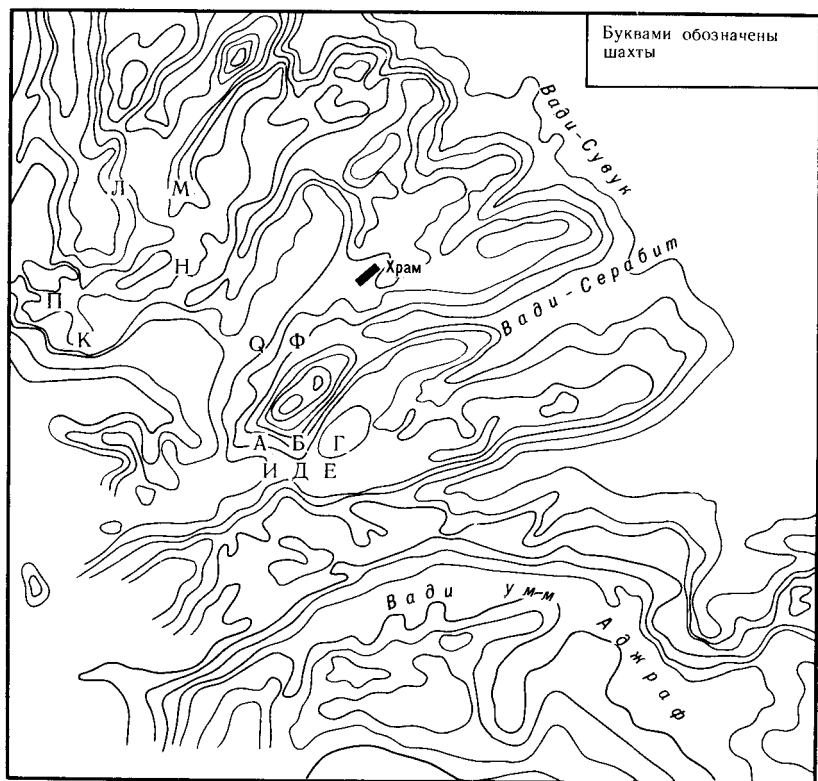 Буквами обозначены
шахты
Вади-Сувук
Л М
Н
Храм
П
Вади-Серабит
К
Q Ф
А Б Г
И Д Е
Вади ум-м
Аджраф